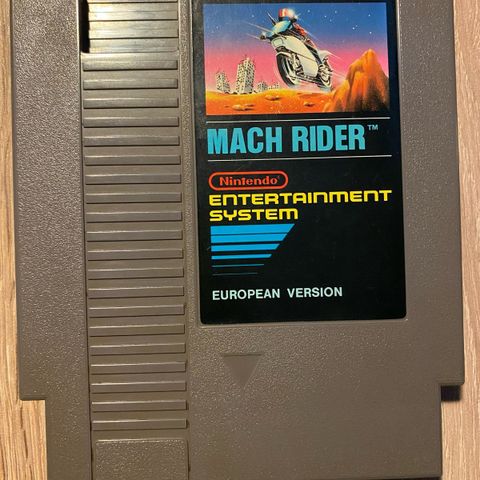 MACH RIDER™
Nintendo®
ENTERTAINMENT
SYSTEM
EUROPEAN VERSION